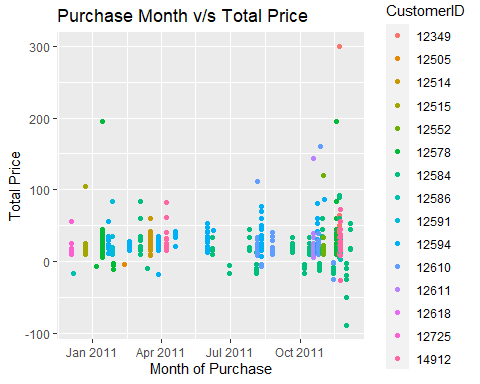 Purchase Month v/s Total Price
CustomerID
300
200
100
0
-100
Total Price
Jan 2011
Apr 2011
Jul 2011
Oct 2011
Month of Purchase
12349
12505
12514
12515
12552
12578
12584
12586
12591
12594
12610
12611
12618
12725
14912